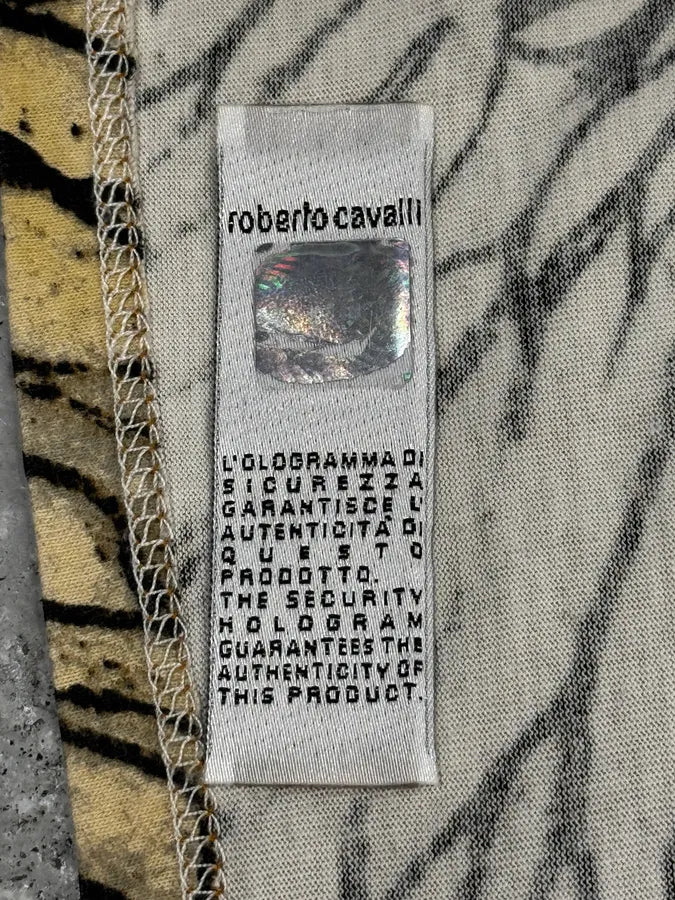 roberto cavalli
L'OLOGRAMMA DI
SICUREZZA
GARANTISCE L'
AUTENTICITÀ DI
QUESTO
PRODOTTO.
THE SECURITY
HOLOGRAM
GUARANTEES THE
AUTHENTICITY OF
THIS PRODUCT.